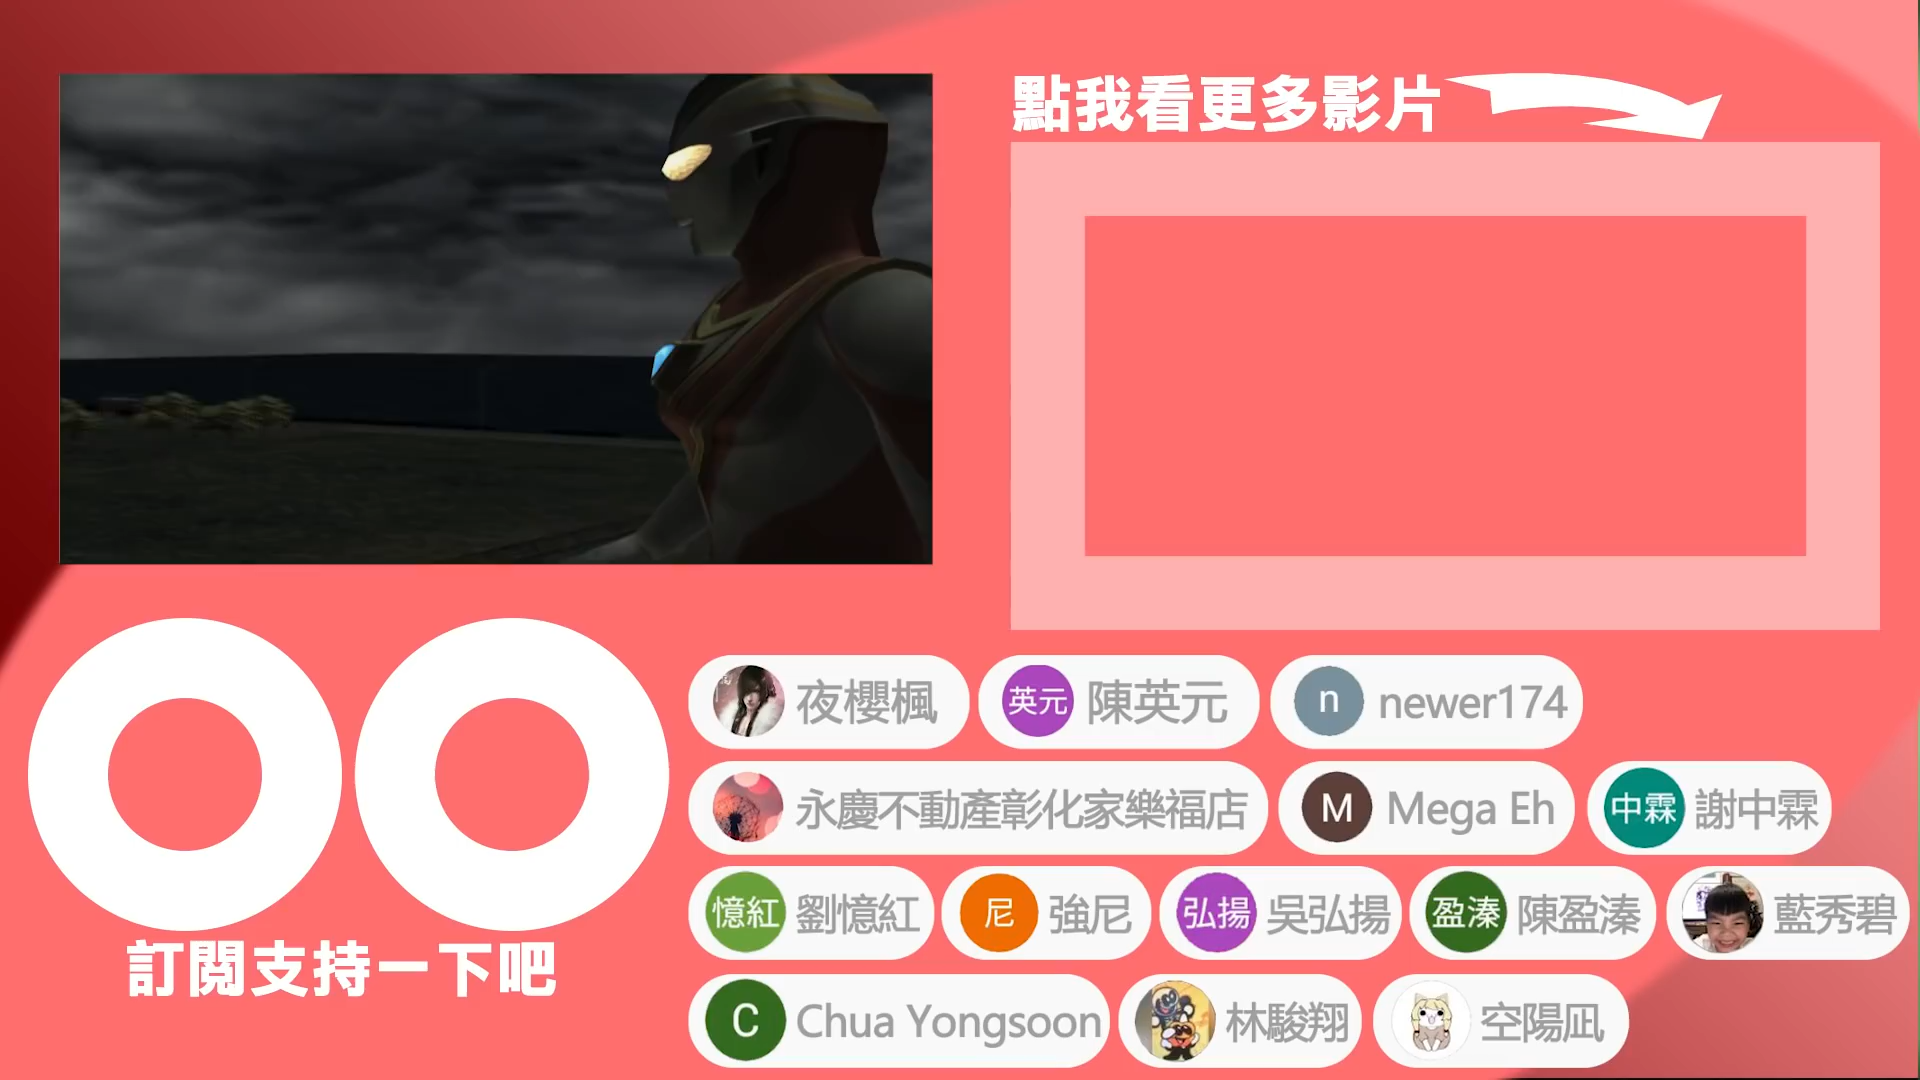 點我看更多影片
夜櫻楓 英元 陳英元 n newer174
永慶不動產彰化家樂福店 M Mega Eh 中霖 謝中霖
憶紅 劉憶紅 尼 強尼 弘揚 吳弘揚 盈溱 陳盈溱 藍秀碧
訂閱支持一下吧
C Chua Yongsoon 林駿翔 空陽凪